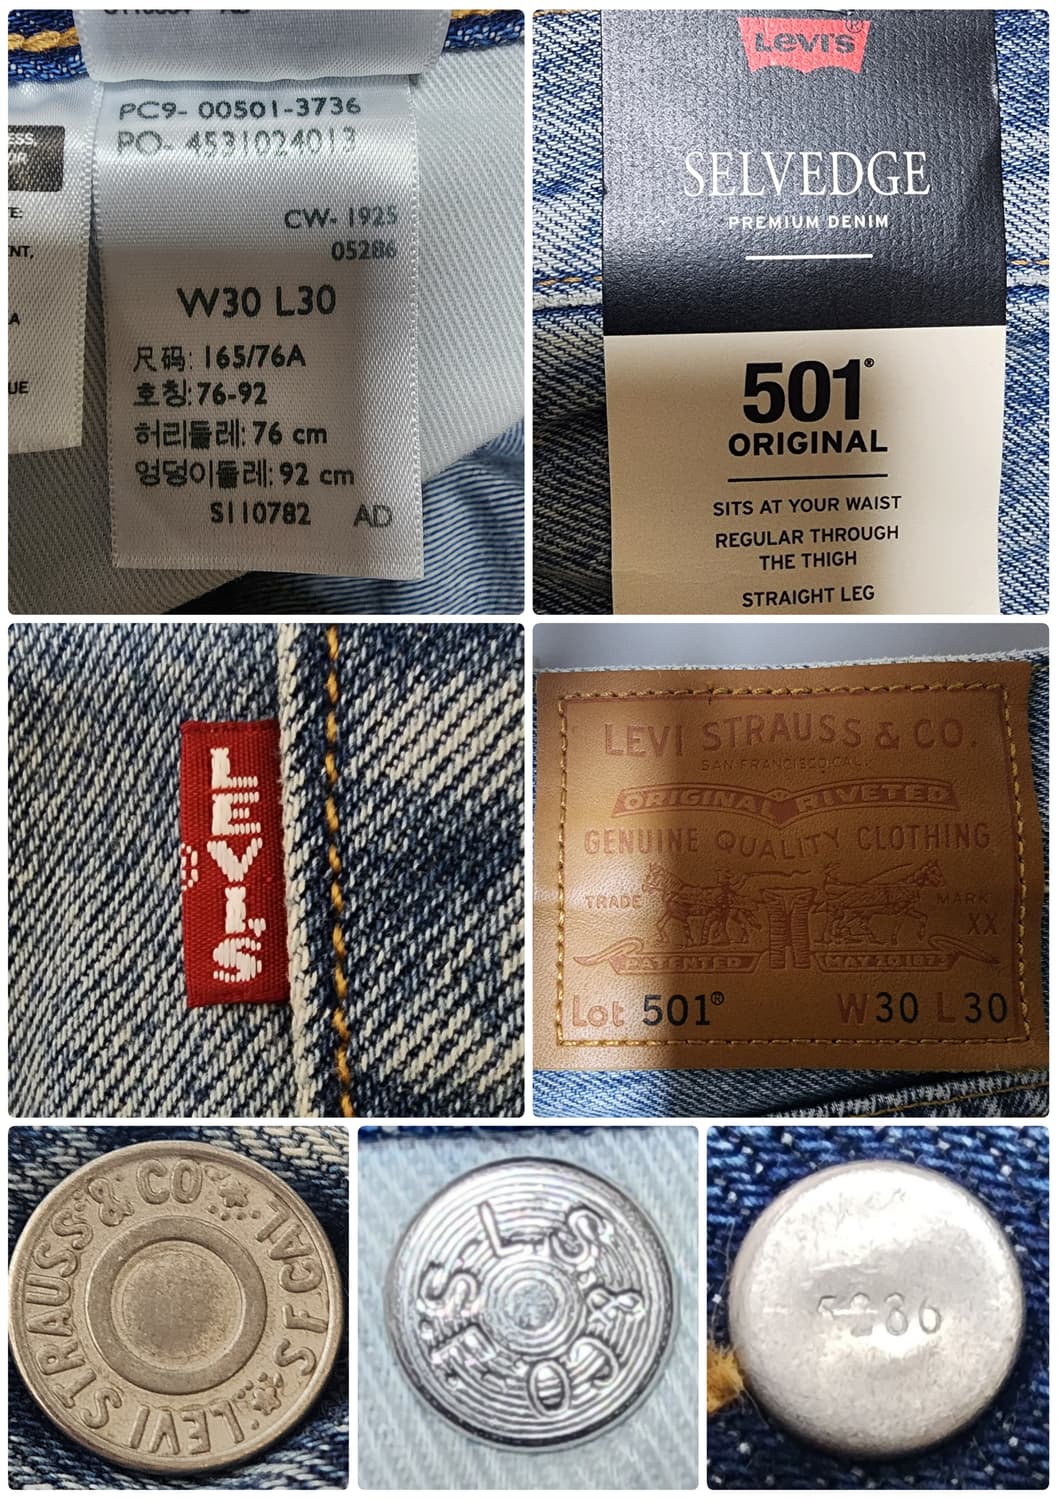 PC9- 00501-3736
PO- 4531024013
CW- 1925
05286
W30 L30
尺码: 165/76A
호칭: 76-92
허리둘레: 76 cm
엉덩이둘레: 92 cm
S110782 AD
UE
Levi's®
SELVEDGE
PREMIUM DENIM
501®
ORIGINAL
SITS AT YOUR WAIST
REGULAR THROUGH
THE THIGH
STRAIGHT LEG
LEVI'S
®
LEVI STRAUSS & CO.
SAN FRANCISCO CAL.
ORIGINAL RIVETED
GENUINE QUALITY CLOTHING
TRADE MARK
XX
PATENTED MAY 20 1873
Lot 501® W30 L30
LEVI STRAUSS & CO
S F CAL
L S & CO
S F
5286